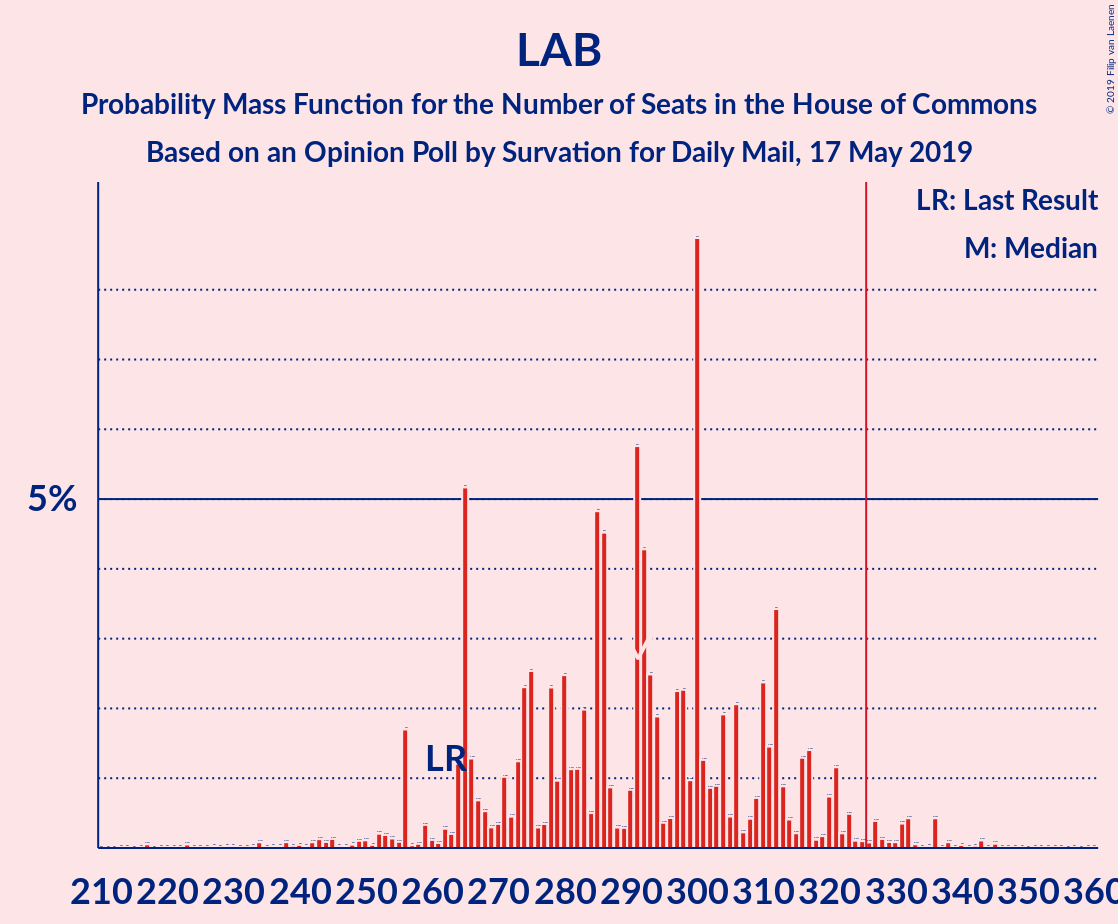 LAB
Probability Mass Function for the Number of Seats in the House of Commons
Based on an Opinion Poll by Survation for Daily Mail, 17 May 2019
© 2019 Filip van Laenen
LR: Last Result
M: Median
5%
LR
210 220 230 240 250 260 270 280 290 300 310 320 330 340 350 360